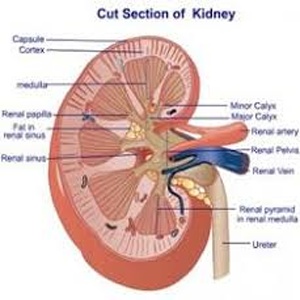 Cut Section of Kidney
Capsule
Cortex
medulla
Renal papilla
Fat in
renal sinus
Renal sinus
Minor Calyx
Major Calyx
Renal artery
Renal Pelvis
Renal Vein
Renal pyramid
in renal medulla
Ureter